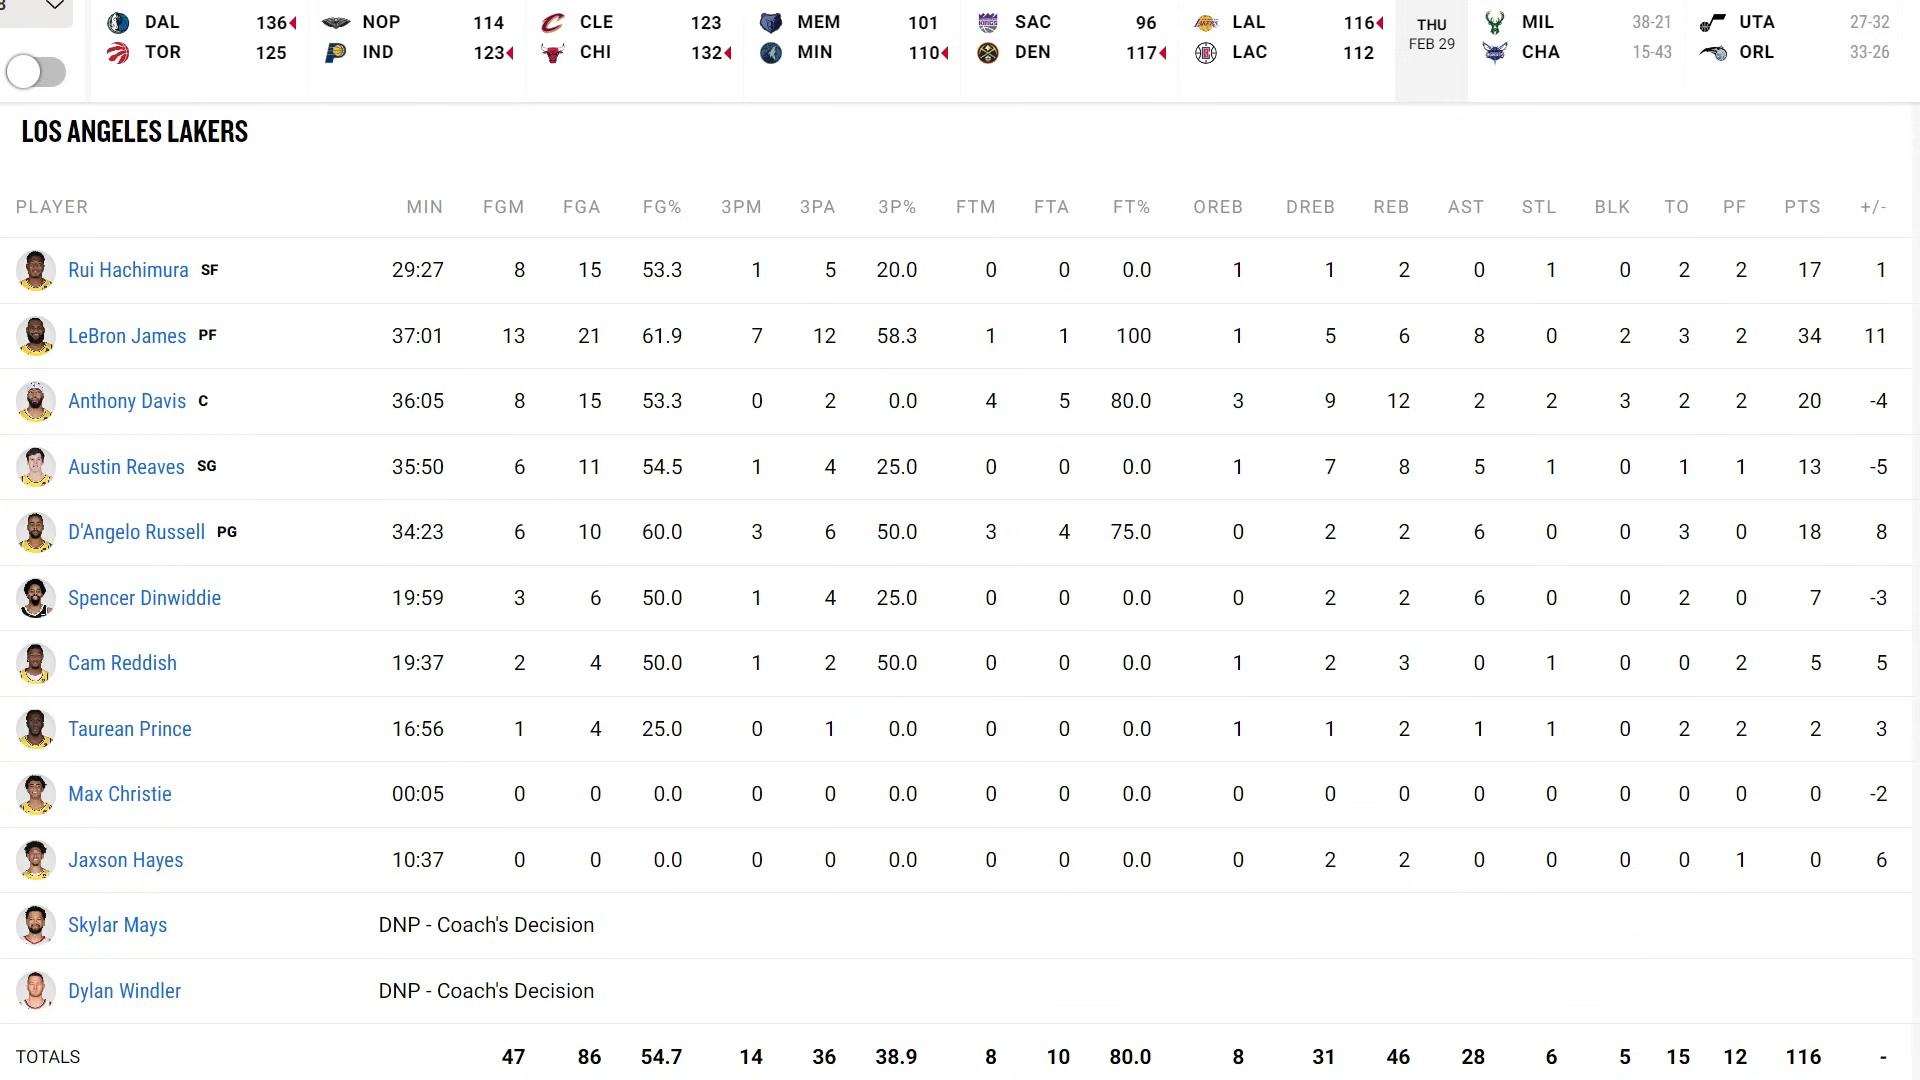 8
DAL 136 NOP 114 CLE 123 MEM 101 SAC 96 LAL 116 THU MIL 38-21 UTA 27-32
TOR 125 IND 123 CHI 132 MIN 110 DEN 117 LAC 112 FEB 29 CHA 15-43 ORL 33-26
LOS ANGELES LAKERS
PLAYER MIN FGM FGA FG% 3PM 3PA 3P% FTM FTA FT% OREB DREB REB AST STL BLK TO PF PTS +/-
Rui Hachimura SF 29:27 8 15 53.3 1 5 20.0 0 0 0.0 1 1 2 0 1 0 2 2 17 1
LeBron James PF 37:01 13 21 61.9 7 12 58.3 1 1 100 1 5 6 8 0 2 3 2 34 11
Anthony Davis C 36:05 8 15 53.3 0 2 0.0 4 5 80.0 3 9 12 2 2 3 2 2 20 -4
Austin Reaves SG 35:50 6 11 54.5 1 4 25.0 0 0 0.0 1 7 8 5 1 0 1 1 13 -5
D'Angelo Russell PG 34:23 6 10 60.0 3 6 50.0 3 4 75.0 0 2 2 6 0 0 3 0 18 8
Spencer Dinwiddie 19:59 3 6 50.0 1 4 25.0 0 0 0.0 0 2 2 6 0 0 2 0 7 -3
Cam Reddish 19:37 2 4 50.0 1 2 50.0 0 0 0.0 1 2 3 0 1 0 0 2 5 5
Taurean Prince 16:56 1 4 25.0 0 1 0.0 0 0 0.0 1 1 2 1 1 0 2 2 2 3
Max Christie 00:05 0 0 0.0 0 0 0.0 0 0 0.0 0 0 0 0 0 0 0 0 0 -2
Jaxson Hayes 10:37 0 0 0.0 0 0 0.0 0 0 0.0 0 2 2 0 0 0 0 1 0 6
Skylar Mays DNP - Coach's Decision
Dylan Windler DNP - Coach's Decision
TOTALS 47 86 54.7 14 36 38.9 8 10 80.0 8 31 46 28 6 5 15 12 116 -